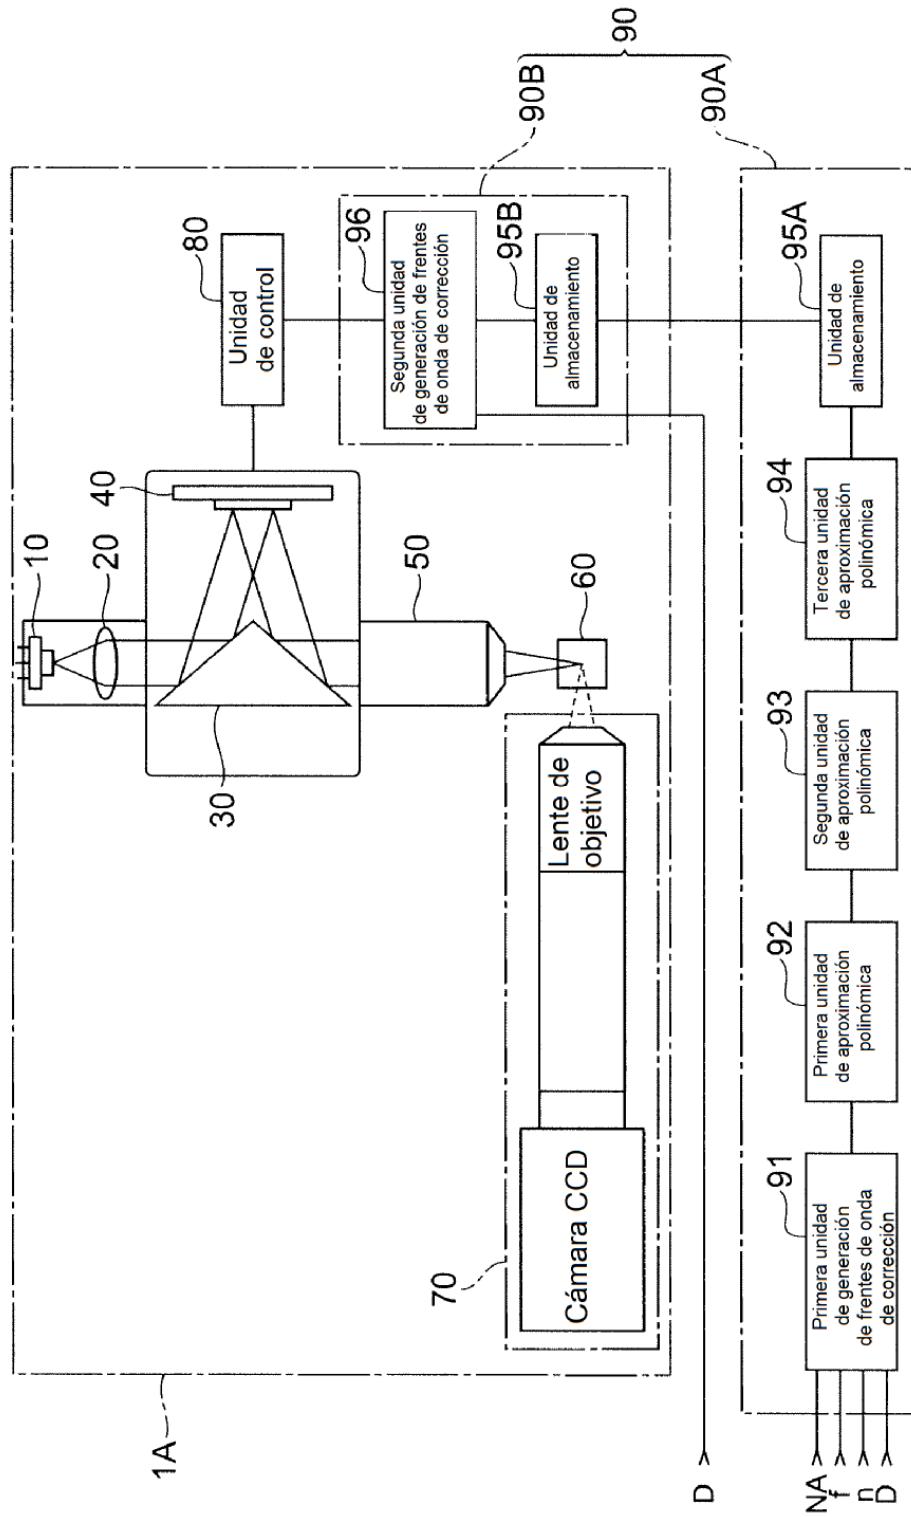 1A
10
20
30
40
50
60
70
Cámara CCD
Lente de
objetivo
80
Unidad
de control
96
Segunda unidad
de generación de frentes
de onda de corrección
95B
Unidad de
almacenamiento
90B
90
90A
D
NA
f
n
D
91
Primera unidad
de generación
de frentes de onda
de corrección
92
Primera unidad
de aproximación
polinómica
93
Segunda unidad
de aproximación
polinómica
94
Tercera unidad
de aproximación
polinómica
95A
Unidad de
almacenamiento